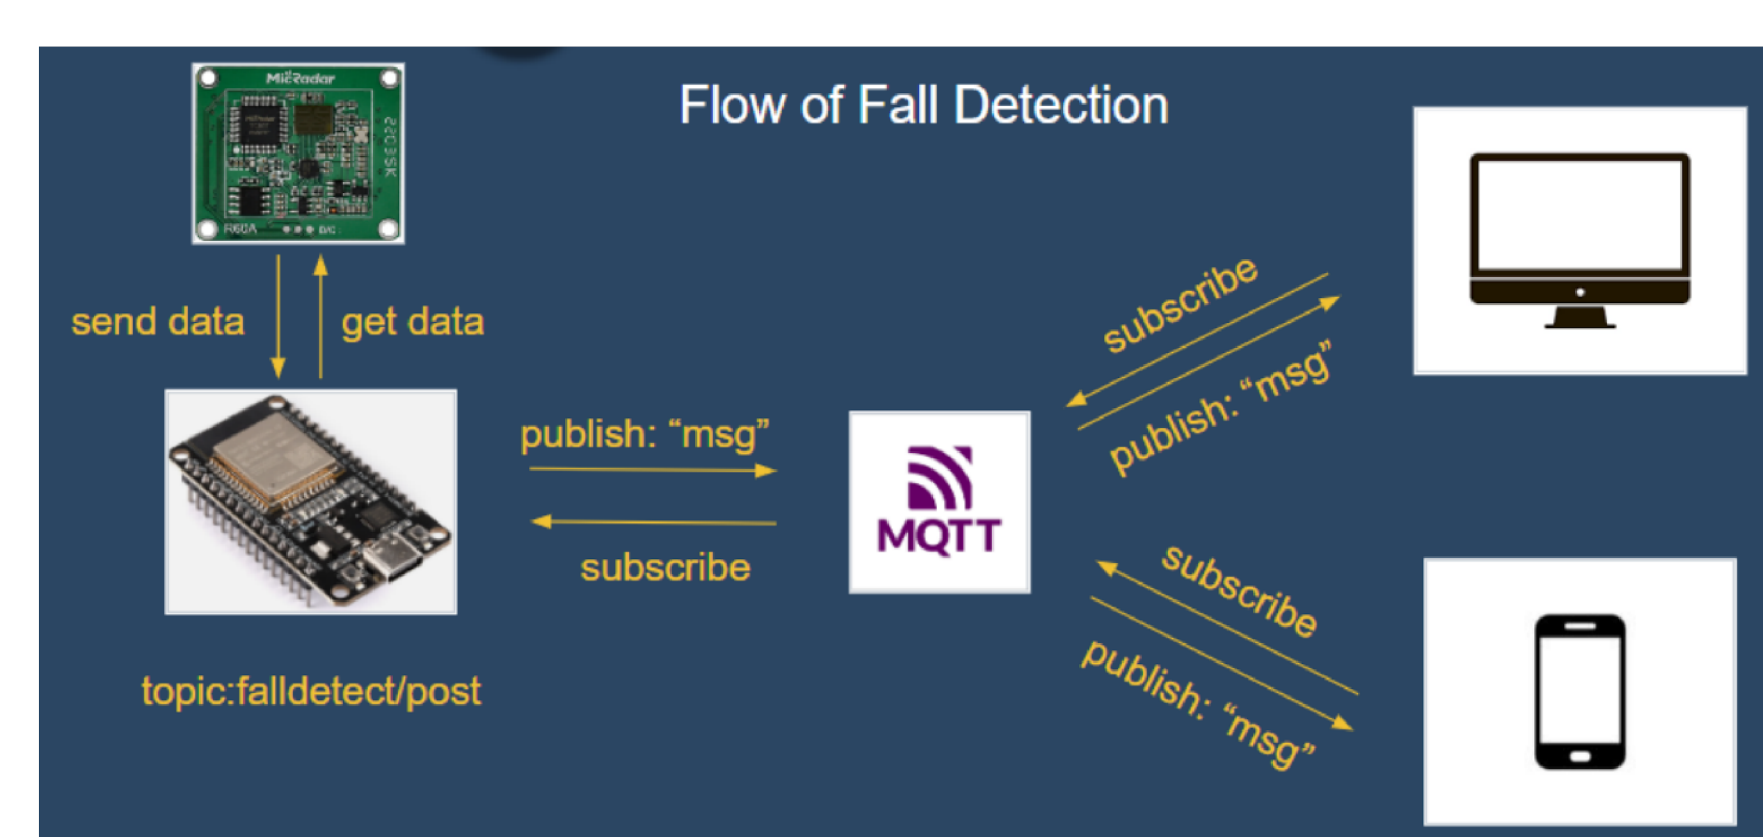 Flow of Fall Detection
MicRadar
R60A
send data
get data
publish: “msg”
subscribe
topic:falldetect/post
MQTT
subscribe
publish: “msg”
subscribe
publish: “msg”